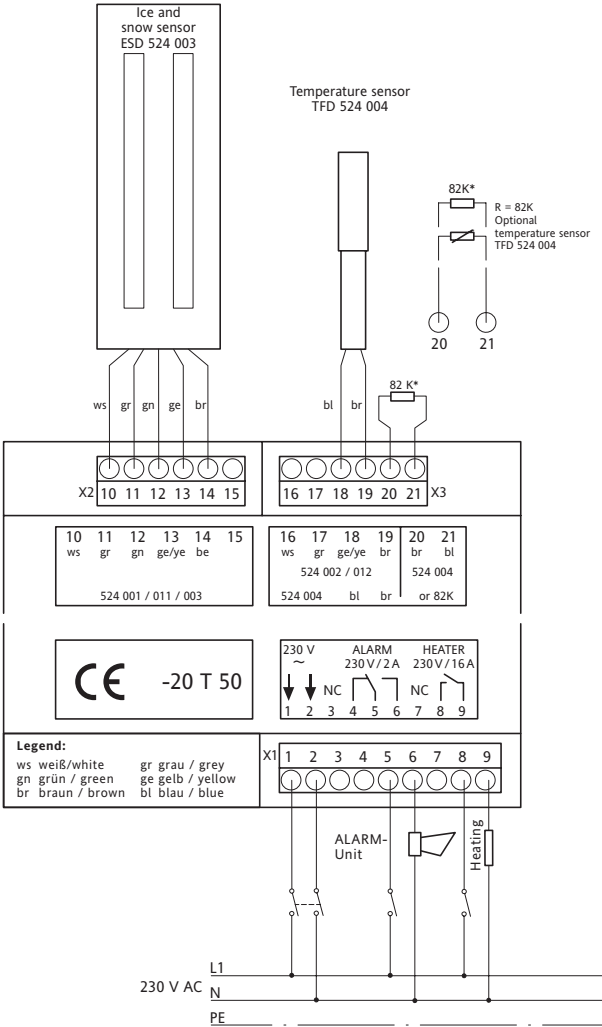 Ice and
snow sensor
ESD 524 003
Temperature sensor
TFD 524 004
82K*
R = 82K
Optional
temperature sensor
TFD 524 004
20 21
ws gr gn ge br
bl br
82 K*
X2 10 11 12 13 14 15
16 17 18 19 20 21 X3
10 11 12 13 14 15
ws gr gn ge/ye be
524 001 / 011 / 003
16 17 18 19 20 21
ws gr ge/ye br br bl
524 002 / 012 524 004
524 004 bl br or 82K
CE -20 T 50
230 V ALARM HEATER
~ 230 V / 2 A 230 V / 16 A
NC NC
1 2 3 4 5 6 7 8 9
Legend:
ws weiß/white gr grau / grey
gn grün / green ge gelb / yellow
br braun / brown bl blau / blue
X1 1 2 3 4 5 6 7 8 9
ALARM-
Unit
Heating
230 V AC
L1
N
PE